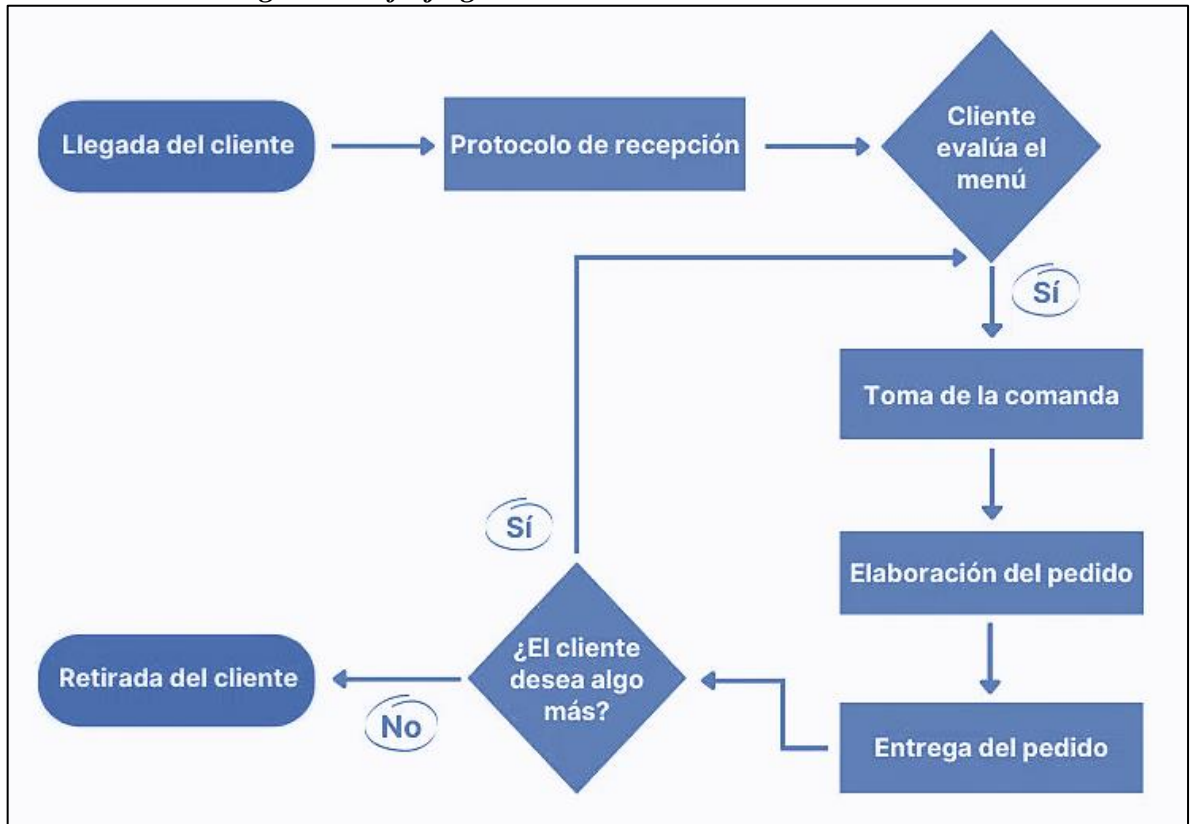 Llegada del cliente
Protocolo de recepción
Cliente
evalúa el
menú
Sí
Toma de la comanda
Elaboración del pedido
Entrega del pedido
¿El cliente
desea algo
más?
Sí
No
Retirada del cliente